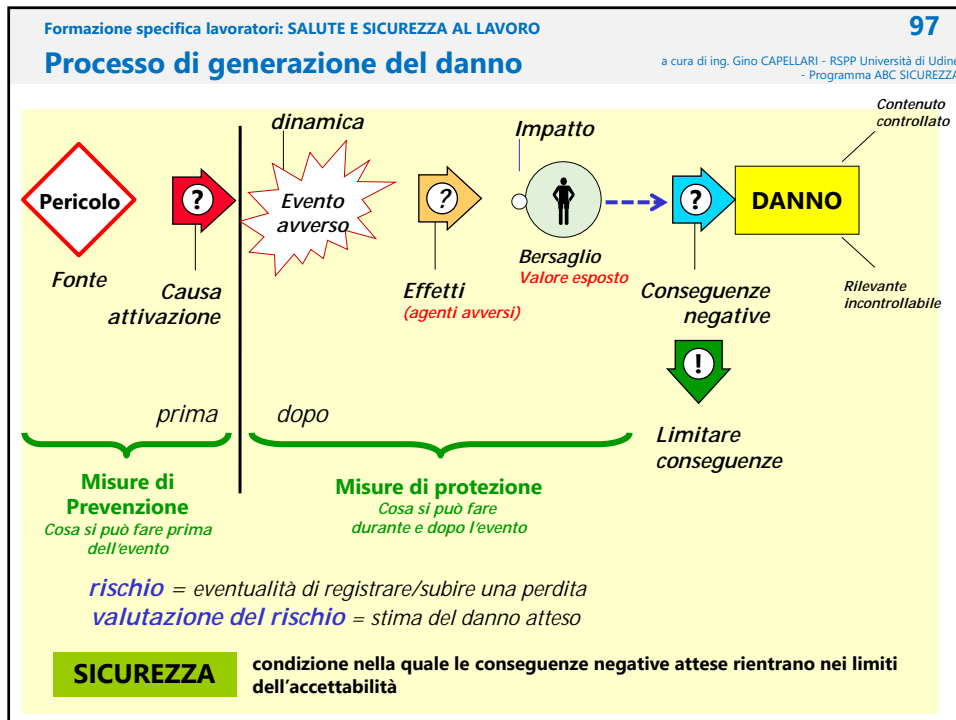 Formazione specifica lavoratori: SALUTE E SICUREZZA AL LAVORO
97
Processo di generazione del danno
a cura di ing. Gino CAPELLARI - RSPP Università di Udine
- Programma ABC SICUREZZA
dinamica
Impatto
Contenuto
controllato
Pericolo
?
Evento
avverso
?
?
DANNO
Fonte
Causa
attivazione
Effetti
(agenti avversi)
Bersaglio
Valore esposto
Conseguenze
negative
Rilevante
incontrollabile
!
prima
dopo
Limitare
conseguenze
Misure di
Prevenzione
Cosa si può fare prima
dell'evento
Misure di protezione
Cosa si può fare
durante e dopo l'evento
rischio = eventualità di registrare/subire una perdita
valutazione del rischio = stima del danno atteso
SICUREZZA
condizione nella quale le conseguenze negative attese rientrano nei limiti
dell'accettabilità